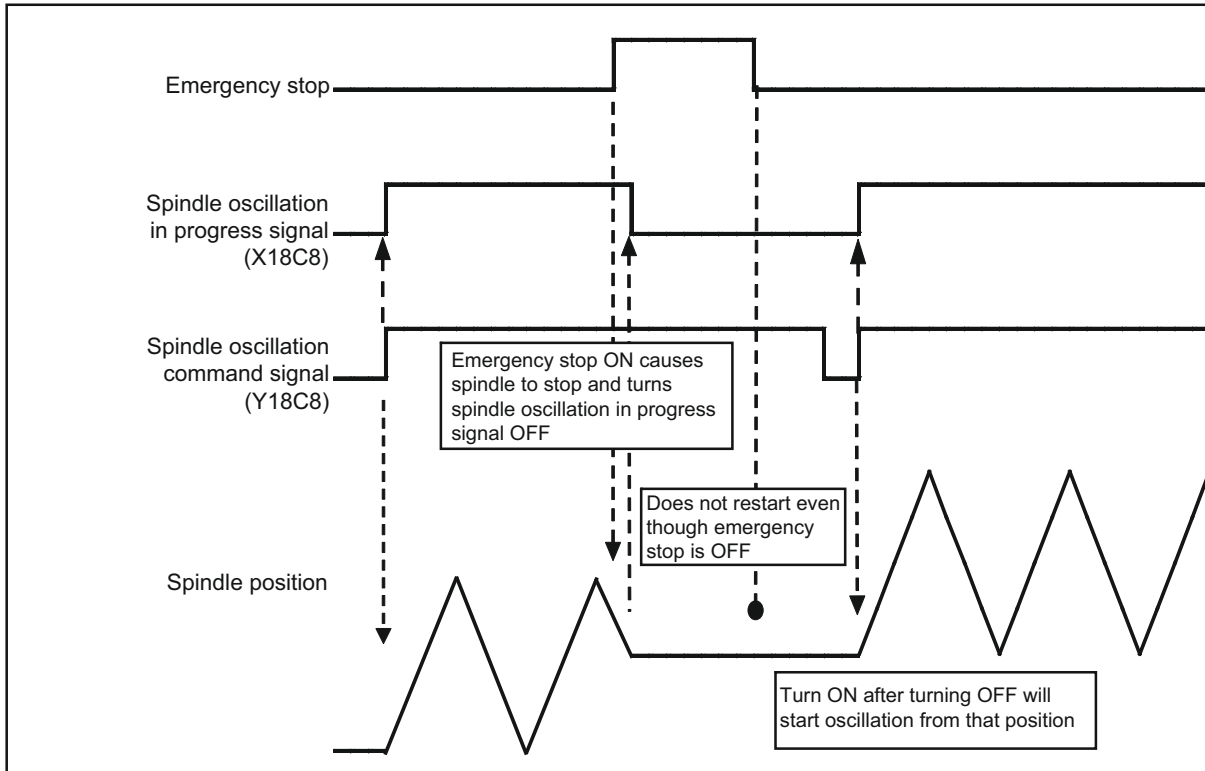 Emergency stop
Spindle oscillation
in progress signal
(X18C8)
Spindle oscillation
command signal
(Y18C8)
Emergency stop ON causes
spindle to stop and turns
spindle oscillation in progress
signal OFF
Does not restart even
though emergency
stop is OFF
Spindle position
Turn ON after turning OFF will
start oscillation from that position